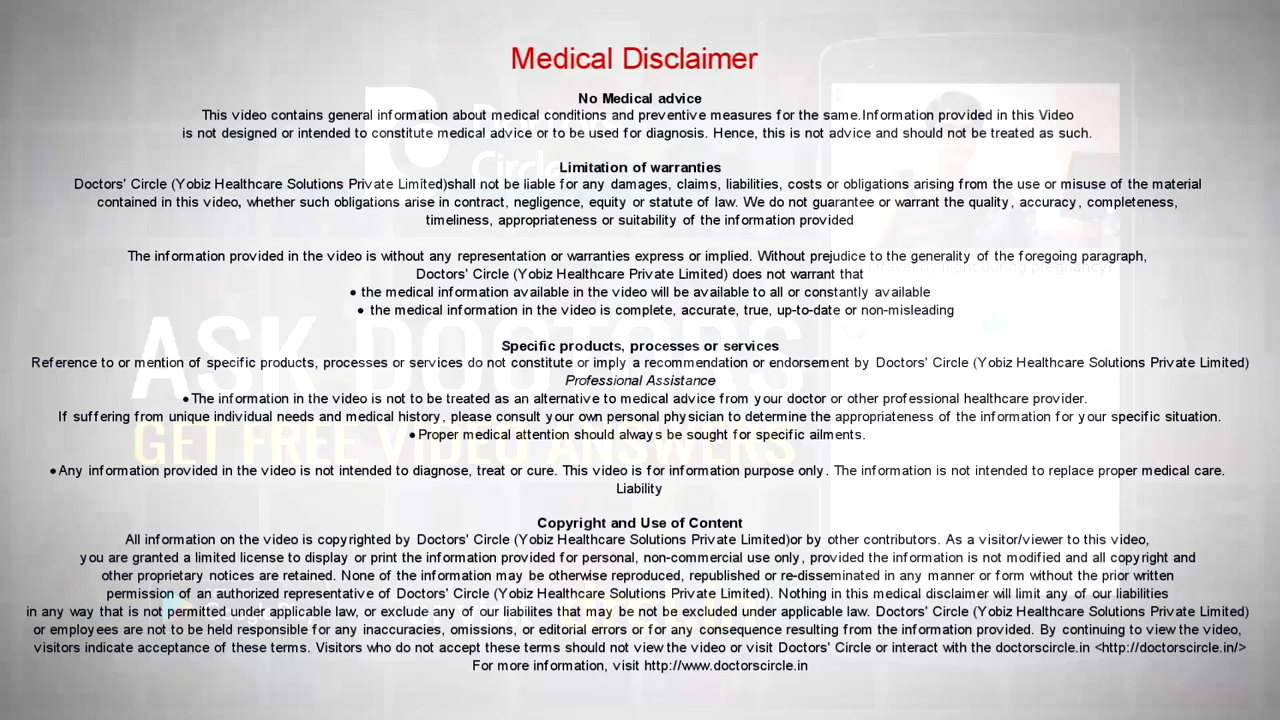 Medical Disclaimer
No Medical advice
This video contains general information about medical conditions and preventive measures for the same.Information provided in this Video
is not designed or intended to constitute medical advice or to be used for diagnosis. Hence, this is not advice and should not be treated as such.
Limitation of warranties
Doctors' Circle (Yobiz Healthcare Solutions Private Limited)shall not be liable for any damages, claims, liabilities, costs or obligations arising from the use or misuse of the material
contained in this video, whether such obligations arise in contract, negligence, equity or statute of law. We do not guarantee or warrant the quality, accuracy, completeness,
timeliness, appropriateness or suitability of the information provided
The information provided in the video is without any representation or warranties express or implied. Without prejudice to the generality of the foregoing paragraph,
Doctors' Circle (Yobiz Healthcare Private Limited) does not warrant that
• the medical information available in the video will be available to all or constantly available
• the medical information in the video is complete, accurate, true, up-to-date or non-misleading
Specific products, processes or services
Reference to or mention of specific products, processes or services do not constitute or imply a recommendation or endorsement by Doctors' Circle (Yobiz Healthcare Solutions Private Limited)
Professional Assistance
•The information in the video is not to be treated as an alternative to medical advice from your doctor or other professional healthcare provider.
If suffering from unique individual needs and medical history, please consult your own personal physician to determine the appropriateness of the information for your specific situation.
•Proper medical attention should always be sought for specific ailments.
•Any information provided in the video is not intended to diagnose, treat or cure. This video is for information purpose only. The information is not intended to replace proper medical care.
Liability
Copyright and Use of Content
All information on the video is copyrighted by Doctors' Circle (Yobiz Healthcare Solutions Private Limited)or by other contributors. As a visitor/viewer to this video,
you are granted a limited license to display or print the information provided for personal, non-commercial use only, provided the information is not modified and all copyright and
other proprietary notices are retained. None of the information may be otherwise reproduced, republished or re-disseminated in any manner or form without the prior written
permission of an authorized representative of Doctors' Circle (Yobiz Healthcare Solutions Private Limited). Nothing in this medical disclaimer will limit any of our liabilities
in any way that is not permitted under applicable law, or exclude any of our liabilites that may be not be excluded under applicable law. Doctors' Circle (Yobiz Healthcare Solutions Private Limited)
or employees are not to be held responsible for any inaccuracies, omissions, or editorial errors or for any consequence resulting from the information provided. By continuing to view the video,
visitors indicate acceptance of these terms. Visitors who do not accept these terms should not view the video or visit Doctors' Circle or interact with the doctorscircle.in <http://doctorscircle.in/>
For more information, visit http://www.doctorscircle.in
Circle
ASK DOCTORS
GET FREE VIDEO ANSWERS
travel by flight during pregnancy?
Google Play